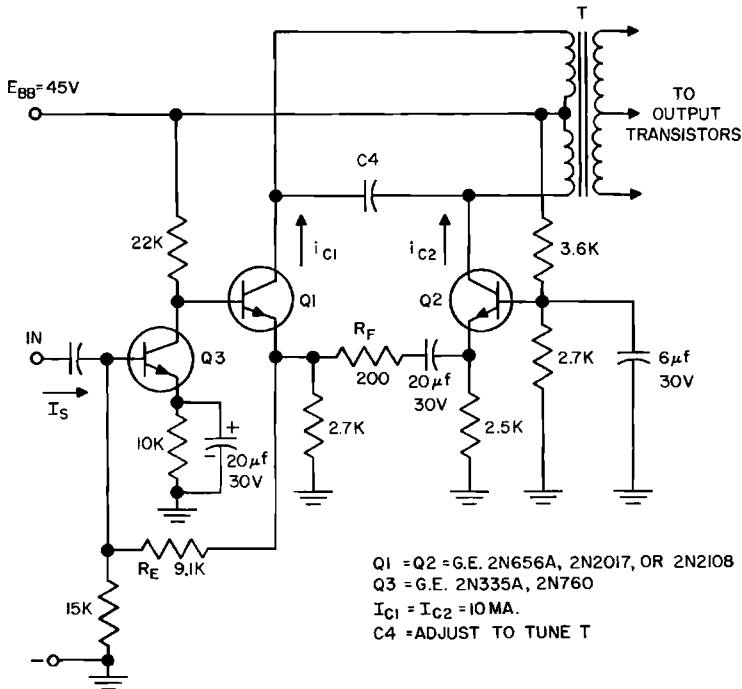 T
E_BB=45V
TO
OUTPUT
TRANSISTORS
C4
22K
i_C1
i_C2
3.6K
Q1
Q2
IN
Q3
R_F
200
20μf
30V
2.7K
6μf
30V
I_S
10K
+
−
20μf
30V
2.7K
2.5K
R_E
9.1K
15K
−
Q1 = Q2 = G.E. 2N656A, 2N2017, OR 2N2108
Q3 = G.E. 2N335A, 2N760
I_C1 = I_C2 = 10 MA.
C4 = ADJUST TO TUNE T